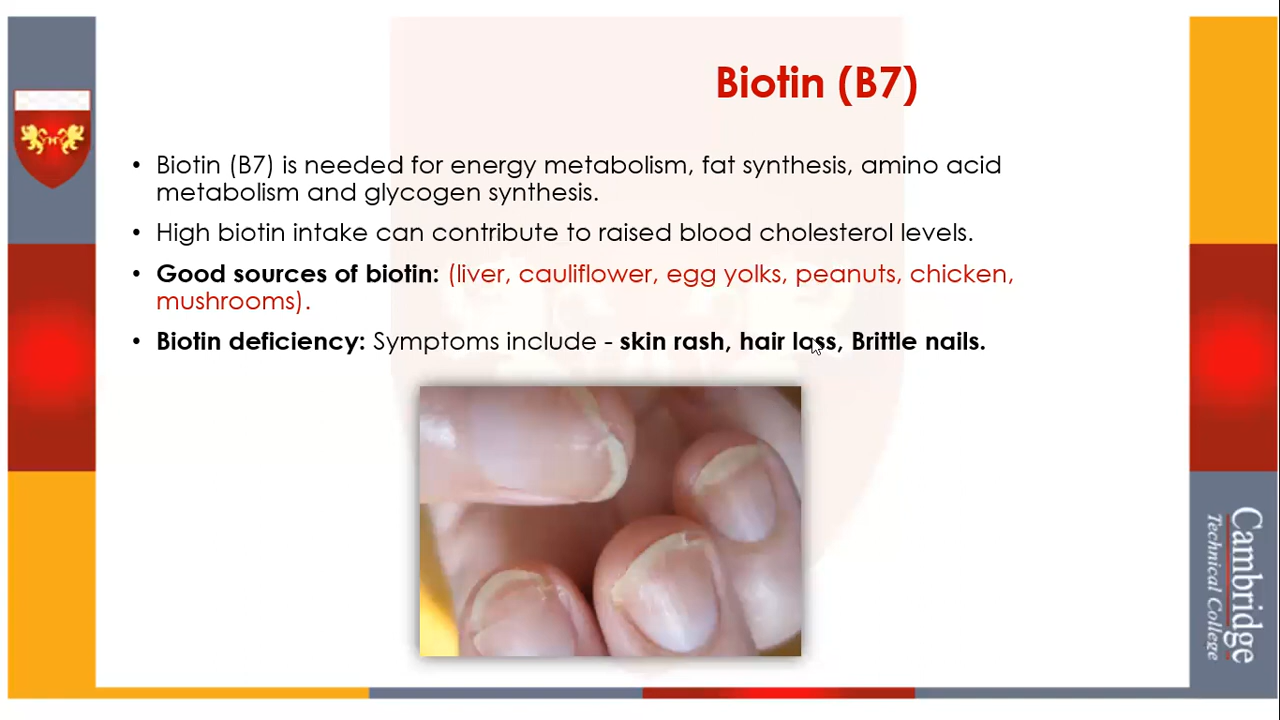 Biotin (B7)
• Biotin (B7) is needed for energy metabolism, fat synthesis, amino acid
metabolism and glycogen synthesis.
• High biotin intake can contribute to raised blood cholesterol levels.
• Good sources of biotin: (liver, cauliflower, egg yolks, peanuts, chicken,
mushrooms).
• Biotin deficiency: Symptoms include - skin rash, hair loss, Brittle nails.
Cambridge
Technical College